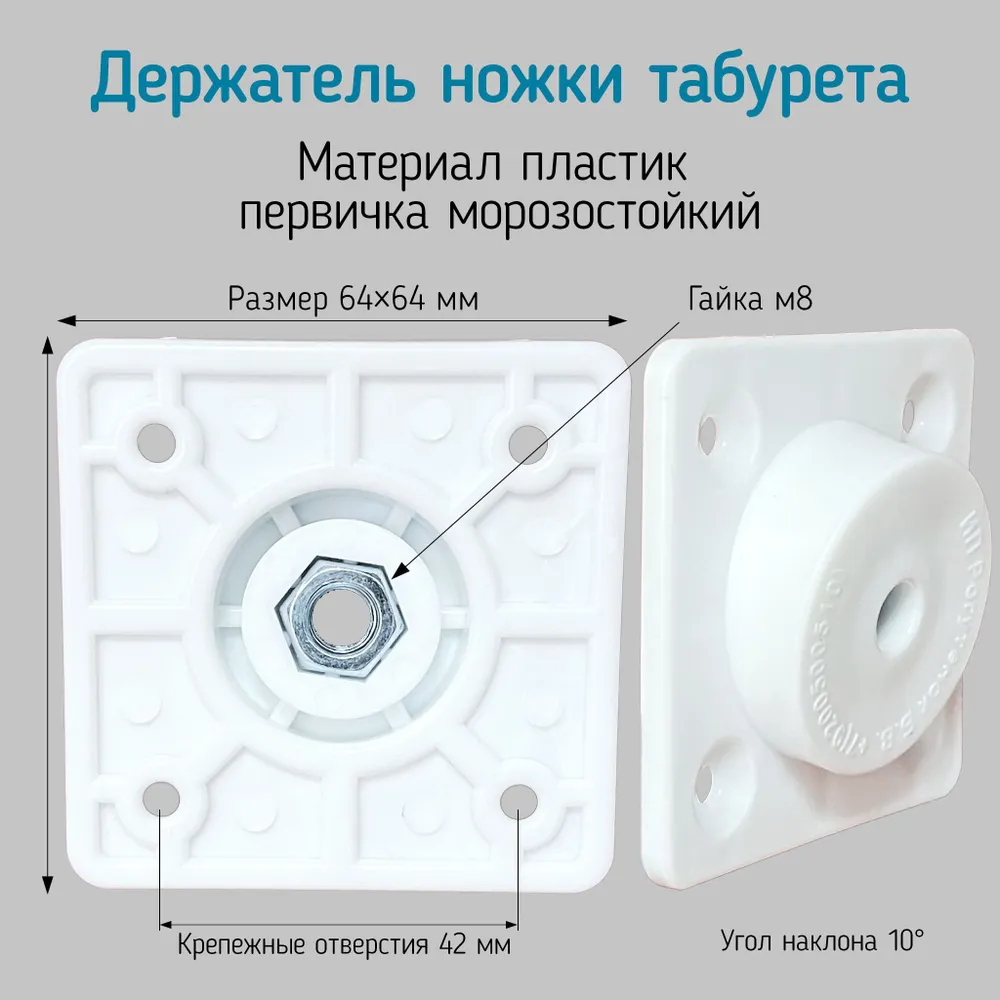 Держатель ножки табурета
Материал пластик
первичка морозостойкий
Размер 64×64 мм
Гайка м8
Крепежные отверстия 42 мм
Угол наклона 10°